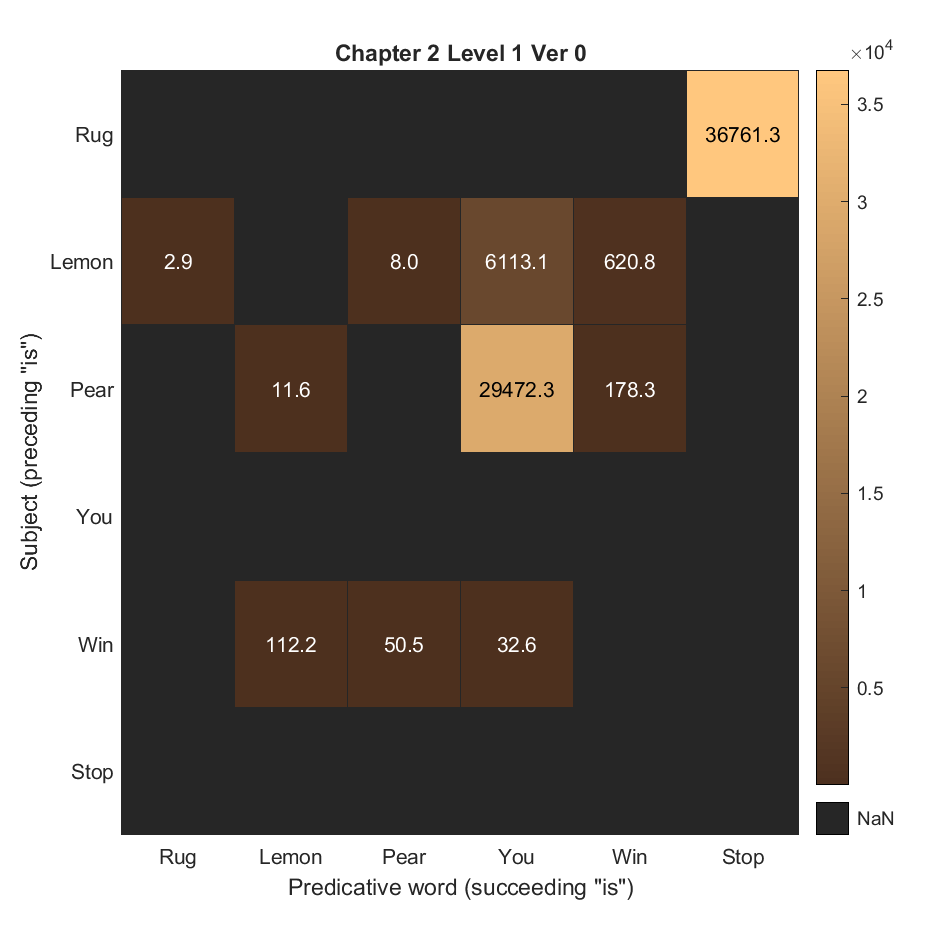 Chapter 2 Level 1 Ver 0
×10^4
Rug
36761.3
3.5
3
Lemon
2.9
8.0
6113.1
620.8
2.5
Subject (preceding "is")
Pear
11.6
29472.3
178.3
2
1.5
You
1
Win
112.2
50.5
32.6
0.5
Stop
NaN
Rug Lemon Pear You Win Stop
Predicative word (succeeding "is")